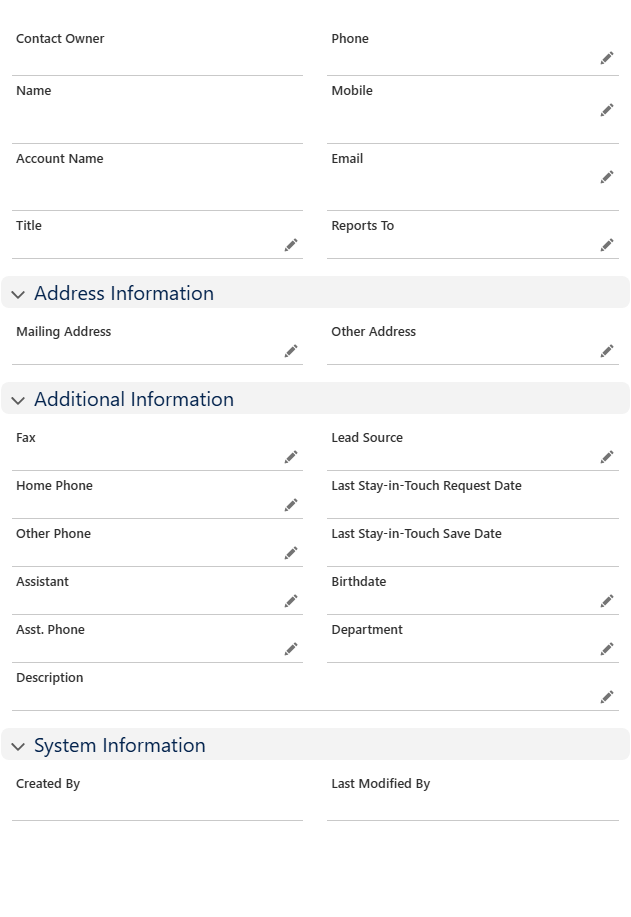 Contact Owner
Phone
Name
Mobile
Account Name
Email
Title
Reports To
Address Information
Mailing Address
Other Address
Additional Information
Fax
Lead Source
Home Phone
Last Stay-in-Touch Request Date
Other Phone
Last Stay-in-Touch Save Date
Assistant
Birthdate
Asst. Phone
Department
Description
System Information
Created By
Last Modified By